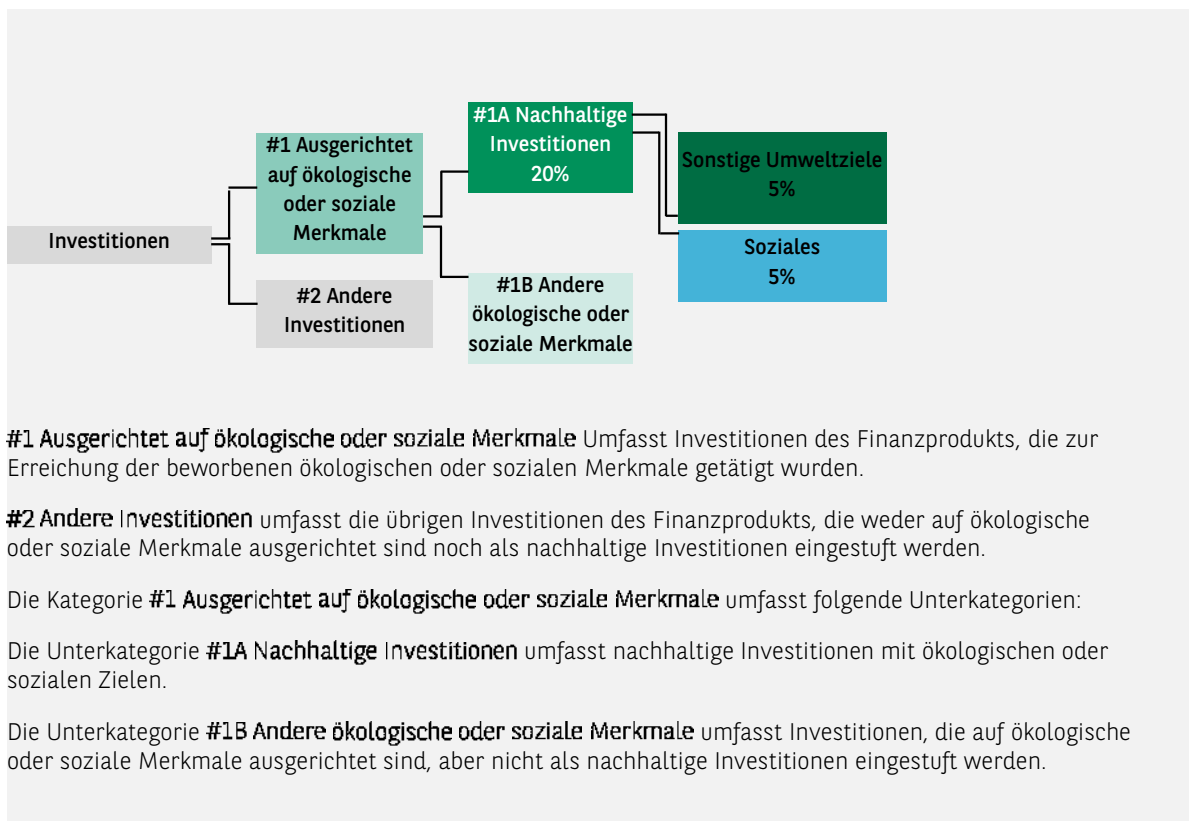 #1A Nachhaltige
Investitionen
20%
#1 Ausgerichtet
auf ökologische
oder soziale
Merkmale
Sonstige Umweltziele
5%
Investitionen
Soziales
5%
#2 Andere
Investitionen
#1B Andere
ökologische oder
soziale Merkmale
#1 Ausgerichtet auf ökologische oder soziale Merkmale Umfasst Investitionen des Finanzprodukts, die zur
Erreichung der beworbenen ökologischen oder sozialen Merkmale getätigt wurden.
#2 Andere Investitionen umfasst die übrigen Investitionen des Finanzprodukts, die weder auf ökologische
oder soziale Merkmale ausgerichtet sind noch als nachhaltige Investitionen eingestuft werden.
Die Kategorie #1 Ausgerichtet auf ökologische oder soziale Merkmale umfasst folgende Unterkategorien:
Die Unterkategorie #1A Nachhaltige Investitionen umfasst nachhaltige Investitionen mit ökologischen oder
sozialen Zielen.
Die Unterkategorie #1B Andere ökologische oder soziale Merkmale umfasst Investitionen, die auf ökologische
oder soziale Merkmale ausgerichtet sind, aber nicht als nachhaltige Investitionen eingestuft werden.